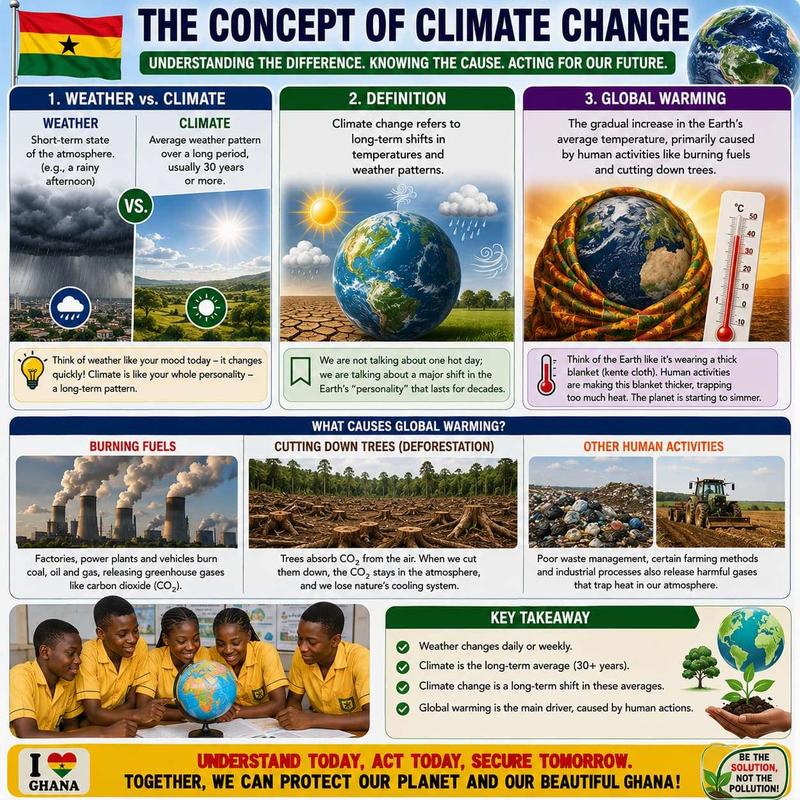 THE CONCEPT OF CLIMATE CHANGE
UNDERSTANDING THE DIFFERENCE. KNOWING THE CAUSE. ACTING FOR OUR FUTURE.
1. WEATHER vs. CLIMATE
WEATHER
Short-term state
of the atmosphere.
(e.g., a rainy
afternoon)
CLIMATE
Average weather pattern
over a long period,
usually 30 years
or more.
VS.
Think of weather like your mood today – it changes
quickly! Climate is like your whole personality –
a long-term pattern.
2. DEFINITION
Climate change refers to
long-term shifts in
temperatures and
weather patterns.
We are not talking about one hot day;
we are talking about a major shift in the
Earth's "personality" that lasts for decades.
3. GLOBAL WARMING
The gradual increase in the Earth's
average temperature, primarily caused
by human activities like burning fuels
and cutting down trees.
°C
50
40
30
20
10
-10
Think of the Earth like it's wearing a thick
blanket (kente cloth). Human activities
are making this blanket thicker, trapping
too much heat. The planet is starting to simmer.
WHAT CAUSES GLOBAL WARMING?
BURNING FUELS
Factories, power plants and vehicles burn
coal, oil and gas, releasing greenhouse gases
like carbon dioxide (CO₂).
CUTTING DOWN TREES (DEFORESTATION)
Trees absorb CO₂ from the air. When we cut
them down, the CO₂ stays in the atmosphere,
and we lose nature's cooling system.
OTHER HUMAN ACTIVITIES
Poor waste management, certain farming methods
and industrial processes also release harmful gases
that trap heat in our atmosphere.
KEY TAKEAWAY
Weather changes daily or weekly.
Climate is the long-term average (30+ years).
Climate change is a long-term shift in these averages.
Global warming is the main driver, caused by human actions.
I
GHANA
UNDERSTAND TODAY, ACT TODAY, SECURE TOMORROW.
TOGETHER, WE CAN PROTECT OUR PLANET AND OUR BEAUTIFUL GHANA!
BE THE
SOLUTION,
NOT THE
POLLUTION!